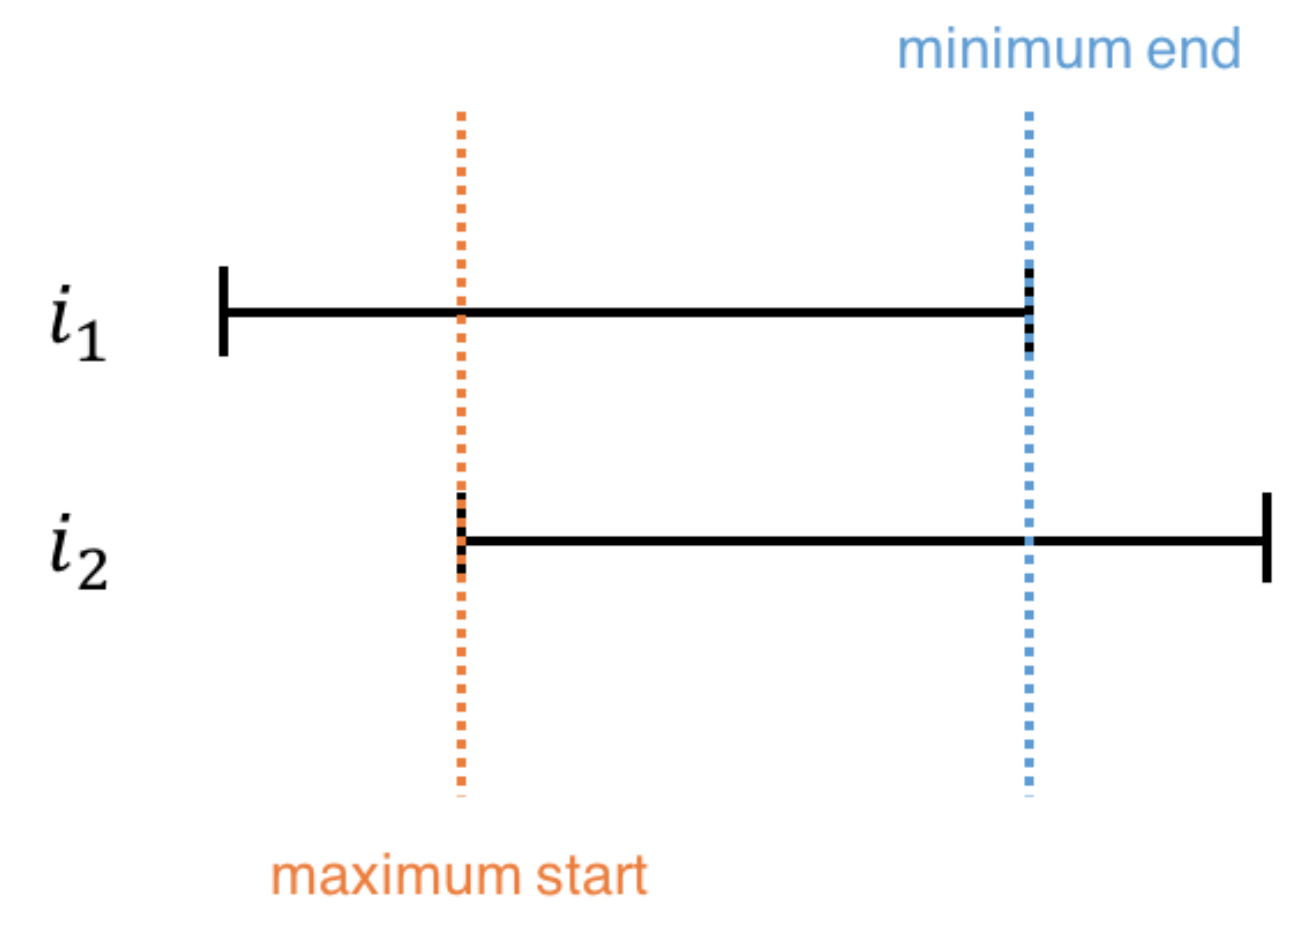 minimum end
i₁
i₂
maximum start